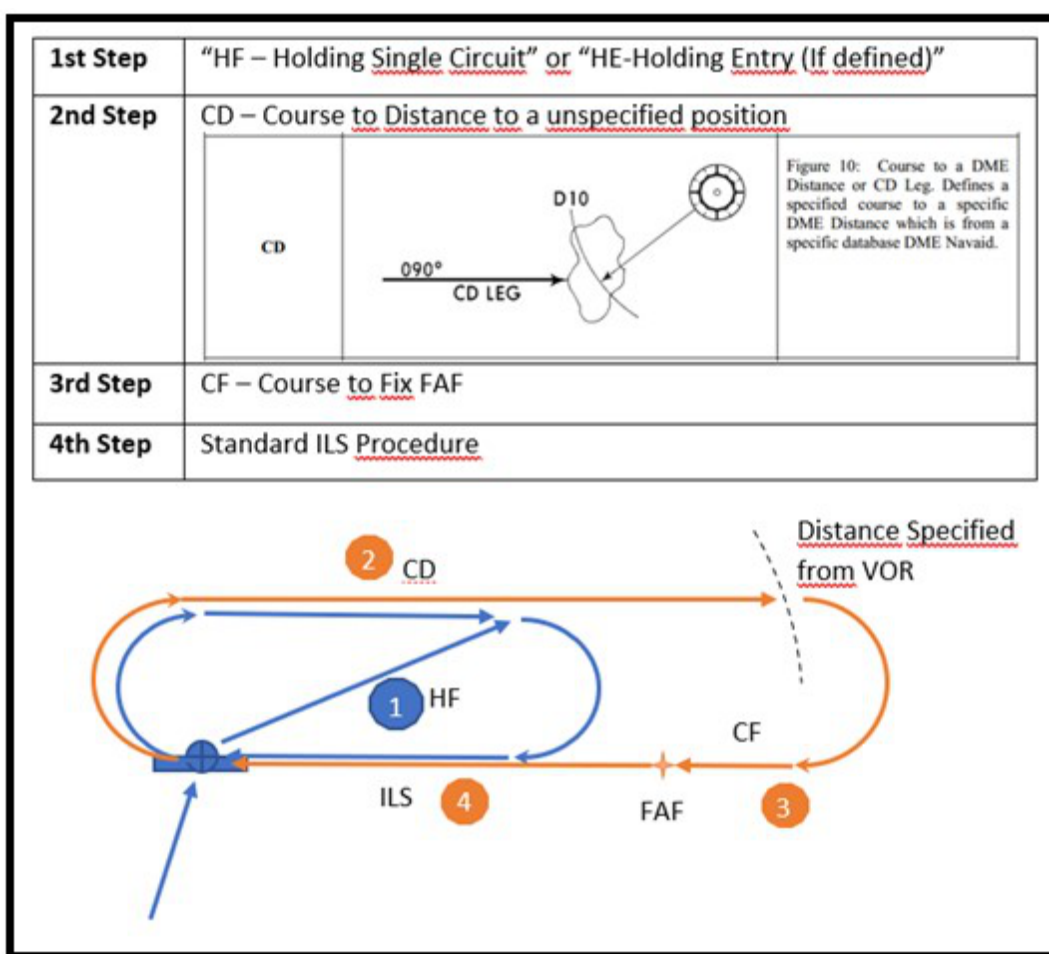 1st Step
“HF – Holding Single Circuit” or “HE-Holding Entry (If defined)”
2nd Step
CD – Course to Distance to a unspecified position
CD
D10
090°
CD LEG
Figure 10: Course to a DME
Distance or CD Leg. Defines a
specified course to a specific
DME Distance which is from a
specific database DME Navaid.
3rd Step
CF – Course to Fix FAF
4th Step
Standard ILS Procedure
Distance Specified
from VOR
2
CD
1
HF
CF
ILS
4
FAF
3